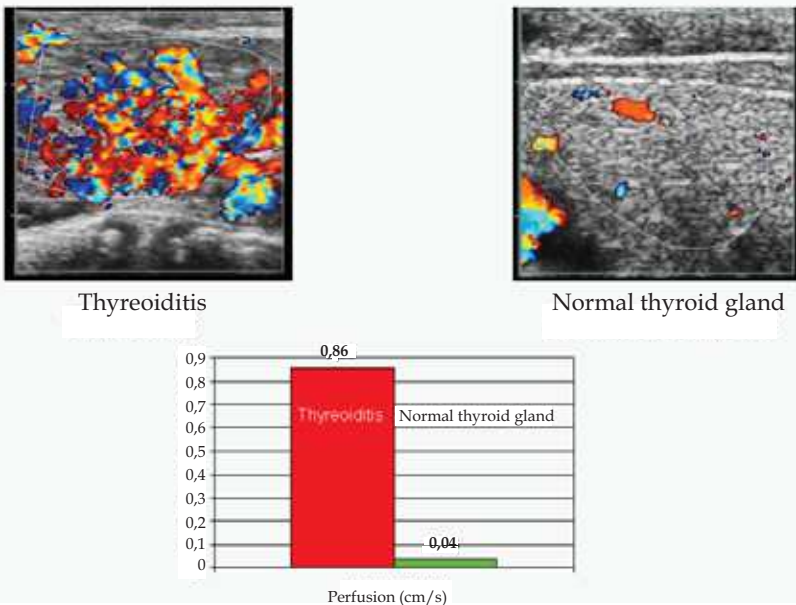 Thyreoiditis
Normal thyroid gland
0,86
0,9
0,8
0,7
Thyreoiditis
Normal thyroid gland
0,6
0,5
0,4
0,3
0,2
0,04
0,1
0
Perfusion (cm/s)